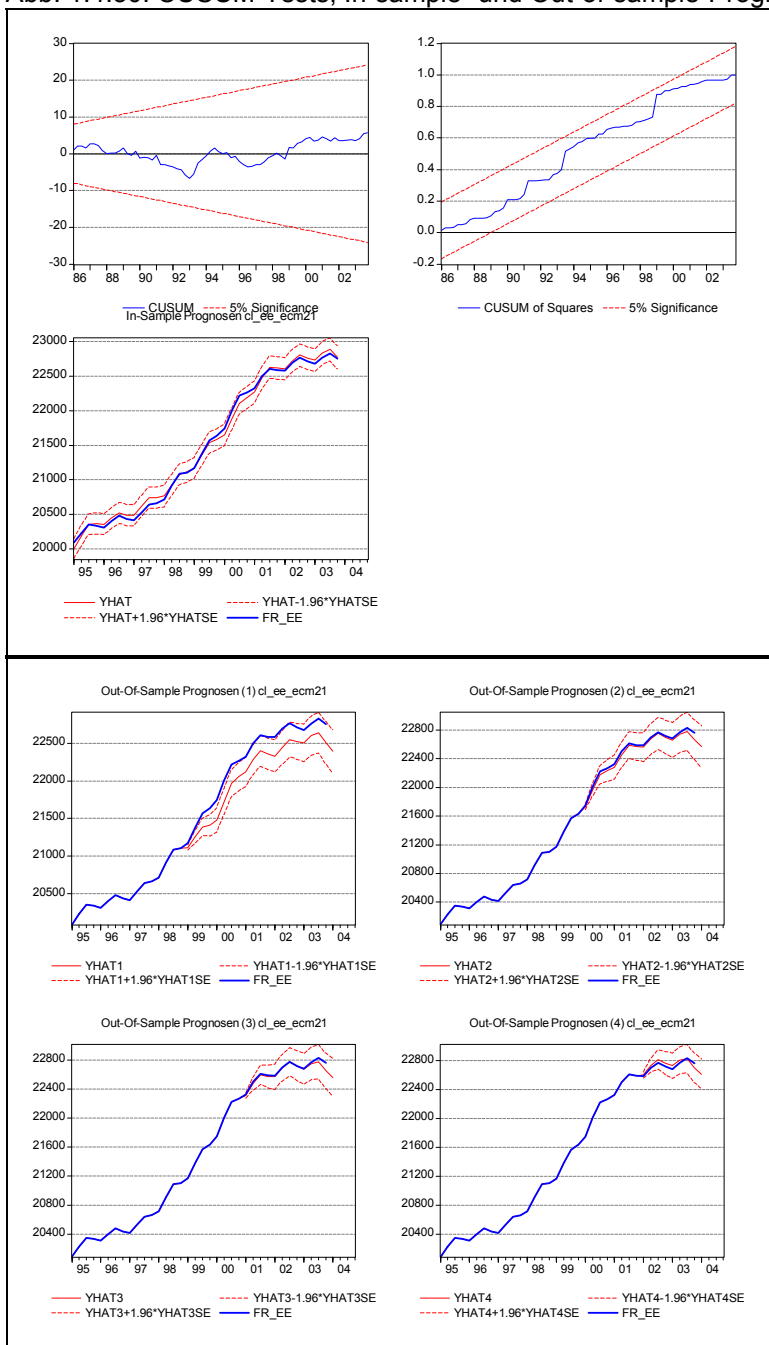 CUSUM-Tests, In-sample- und Out-of-sample
30
20
10
0
-10
-20
-30
86 88 90 92 94 96 98 00 02
CUSUM 5% Significance
1.2
1.0
0.8
0.6
0.4
0.2
0.0
-0.2
86 88 90 92 94 96 98 00 02
CUSUM of Squares 5% Significance
In-Sample Prognosen cl_ee_ecm21
23000
22500
22000
21500
21000
20500
20000
95 96 97 98 99 00 01 02 03 04
YHAT YHAT-1.96*YHATSE
YHAT+1.96*YHATSE FR_EE
Out-Of-Sample Prognosen (1) cl_ee_ecm21
22500
22000
21500
21000
20500
95 96 97 98 99 00 01 02 03 04
YHAT1 YHAT1-1.96*YHAT1SE
YHAT1+1.96*YHAT1SE FR_EE
Out-Of-Sample Prognosen (2) cl_ee_ecm21
22800
22400
22000
21600
21200
20800
20400
95 96 97 98 99 00 01 02 03 04
YHAT2 YHAT2-1.96*YHAT2SE
YHAT2+1.96*YHAT2SE FR_EE
Out-Of-Sample Prognosen (3) cl_ee_ecm21
22800
22400
22000
21600
21200
20800
20400
95 96 97 98 99 00 01 02 03 04
YHAT3 YHAT3-1.96*YHAT3SE
YHAT3+1.96*YHAT3SE FR_EE
Out-Of-Sample Prognosen (4) cl_ee_ecm21
22800
22400
22000
21600
21200
20800
20400
95 96 97 98 99 00 01 02 03 04
YHAT4 YHAT4-1.96*YHAT4SE
YHAT4+1.96*YHAT4SE FR_EE